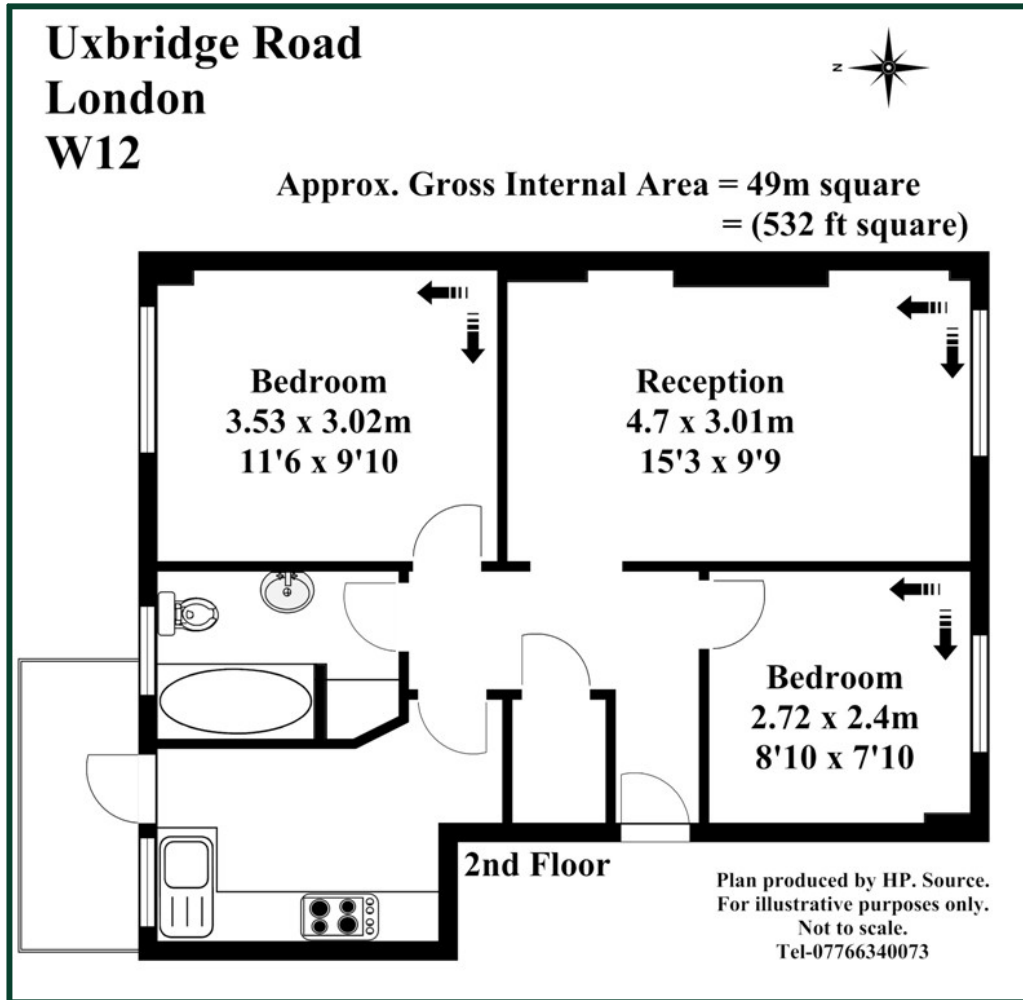 Uxbridge Road
London
W12
N
Approx. Gross Internal Area = 49m square
= (532 ft square)
Bedroom
3.53 x 3.02m
11'6 x 9'10
Reception
4.7 x 3.01m
15'3 x 9'9
Bedroom
2.72 x 2.4m
8'10 x 7'10
2nd Floor
Plan produced by HP. Source.
For illustrative purposes only.
Not to scale.
Tel-07766340073